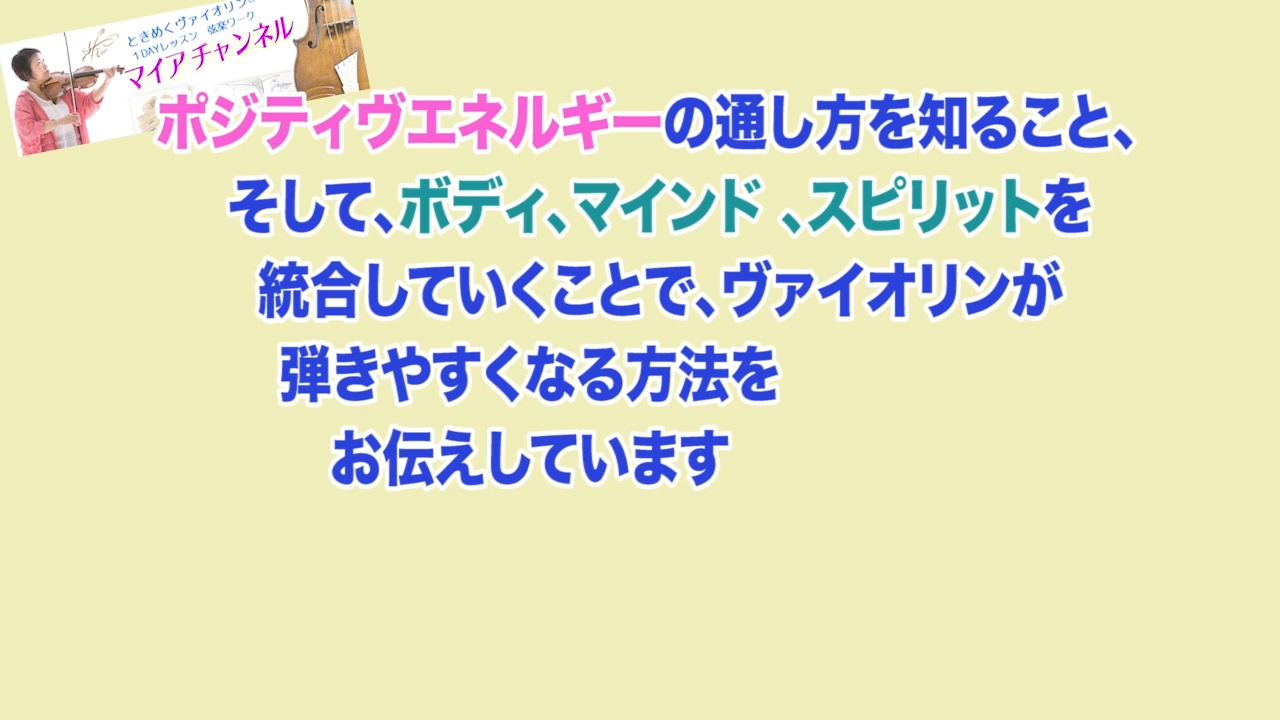 ときめくヴァイオリン®
1DAYレッスン 弦楽ワーク
マイアチャンネル
ポジティヴエネルギーの通し方を知ること、
そして、ボディ、マインド 、スピリットを
統合していくことで、ヴァイオリンが
弾きやすくなる方法を
お伝えしています